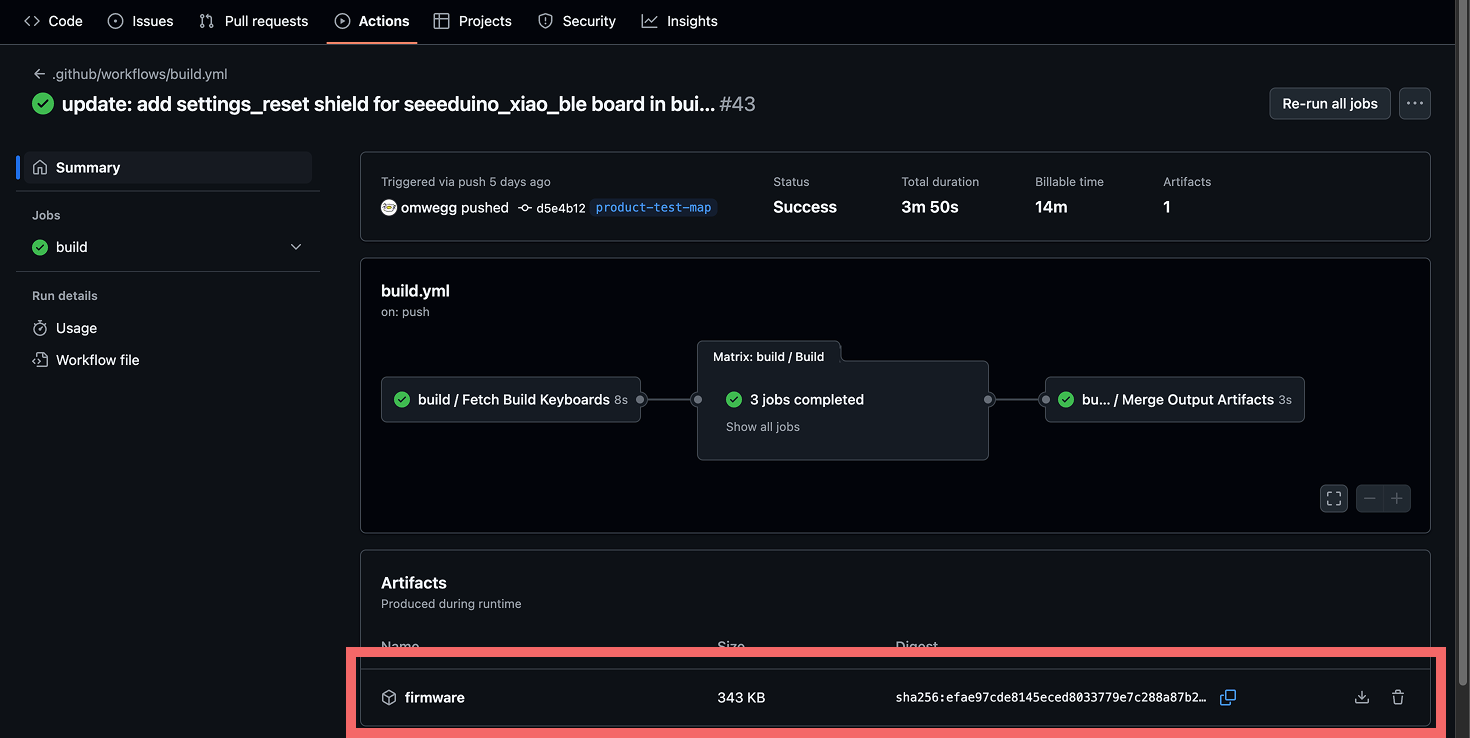 Code Issues Pull requests Actions Projects Security Insights
.github/workflows/build.yml
update: add settings_reset shield for seeeduino_xiao_ble board in bui... #43
Re-run all jobs
Summary
Jobs
build
Run details
Usage
Workflow file
Triggered via push 5 days ago
omwegg pushed d5e4b12 product-test-map
Status
Success
Total duration
3m 50s
Billable time
14m
Artifacts
1
build.yml
on: push
build / Fetch Build Keyboards 8s
Matrix: build / Build
3 jobs completed
Show all jobs
bu... / Merge Output Artifacts 3s
Artifacts
Produced during runtime
Name Size Digest
firmware 343 KB sha256:efae97cde8145eced8033779e7c288a87b2…